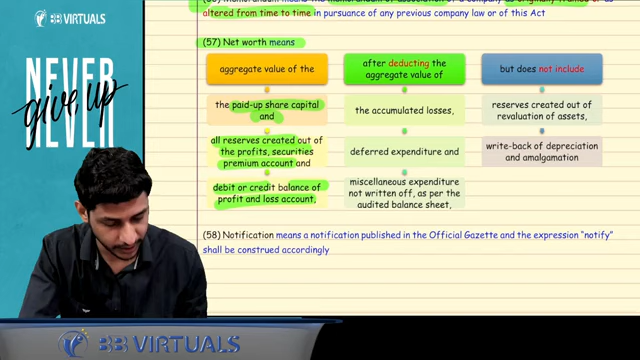 BB VIRTUALS
NEVER
give up
NEVER
altered from time to time in pursuance of any previous company law or of this Act
(57) Net worth means
aggregate value of the
the paid-up share capital
and
all reserves created out of
the profits, securities
premium account and
debit or credit balance of
profit and loss account,
after deducting the
aggregate value of
the accumulated losses,
deferred expenditure and
miscellaneous expenditure
not written off, as per the
audited balance sheet,
but does not include
reserves created out of
revaluation of assets,
write-back of depreciation
and amalgamation
(58) Notification means a notification published in the Official Gazette and the expression "notify"
shall be construed accordingly
BB VIRTUALS